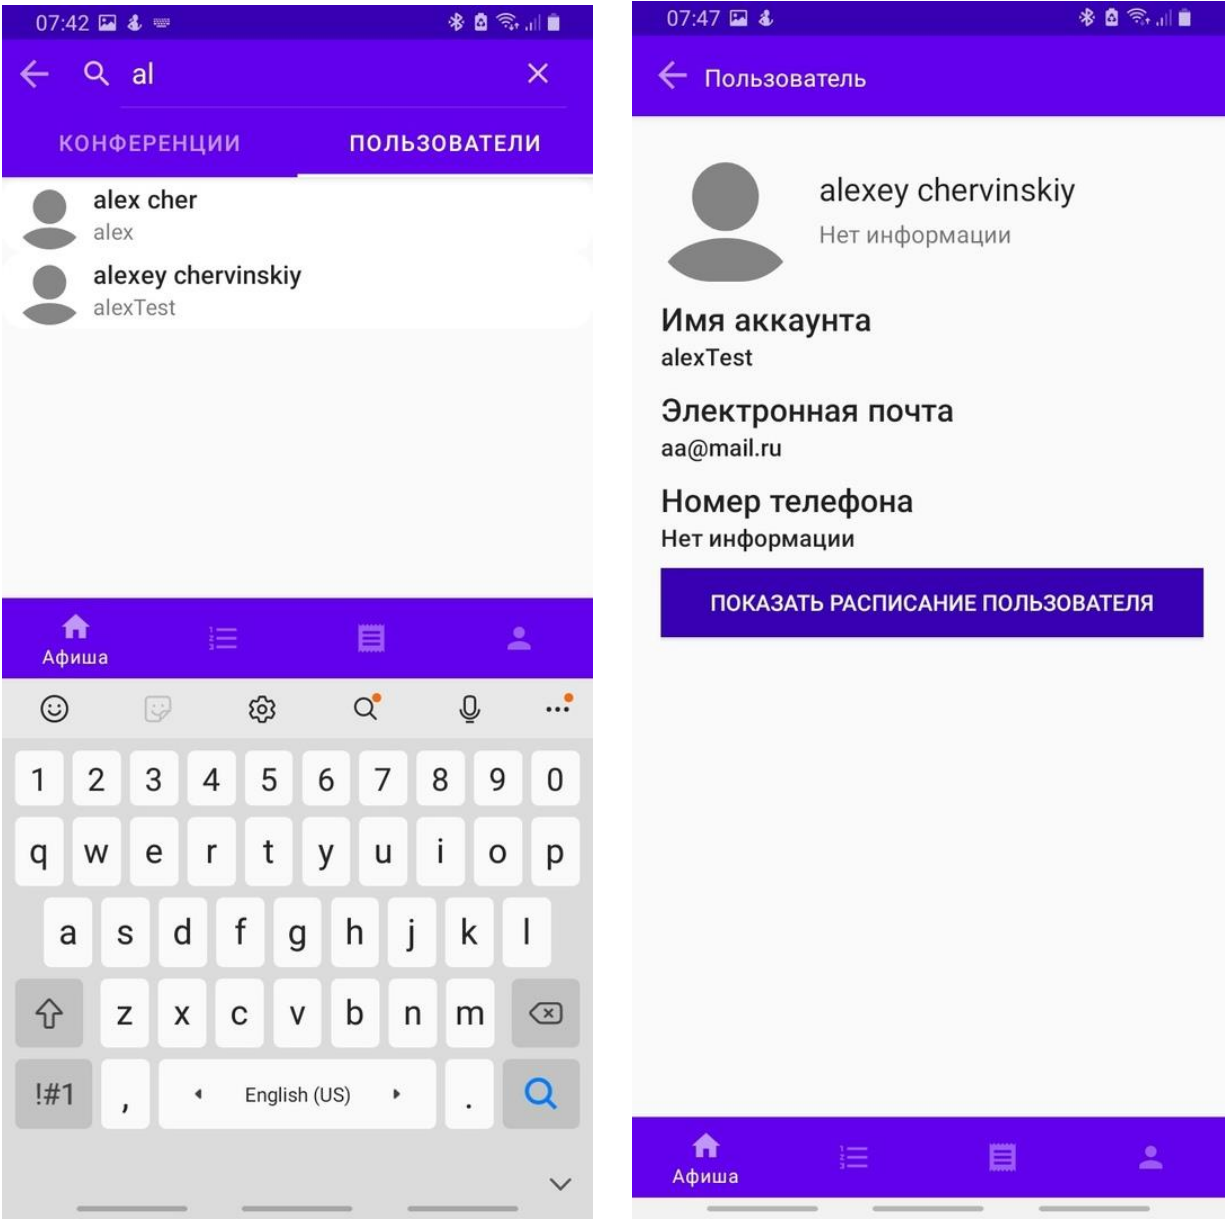 07:42
al
КОНФЕРЕНЦИИ ПОЛЬЗОВАТЕЛИ
alex cher
alex
alexey chervinskiy
alexTest
Афиша
1 2 3 4 5 6 7 8 9 0
q w e r t y u i o p
a s d f g h j k l
z x c v b n m
!#1 , English (US) .
07:47
Пользователь
alexey chervinskiy
Нет информации
Имя аккаунта
alexTest
Электронная почта
aa@mail.ru
Номер телефона
Нет информации
ПОКАЗАТЬ РАСПИСАНИЕ ПОЛЬЗОВАТЕЛЯ
Афиша